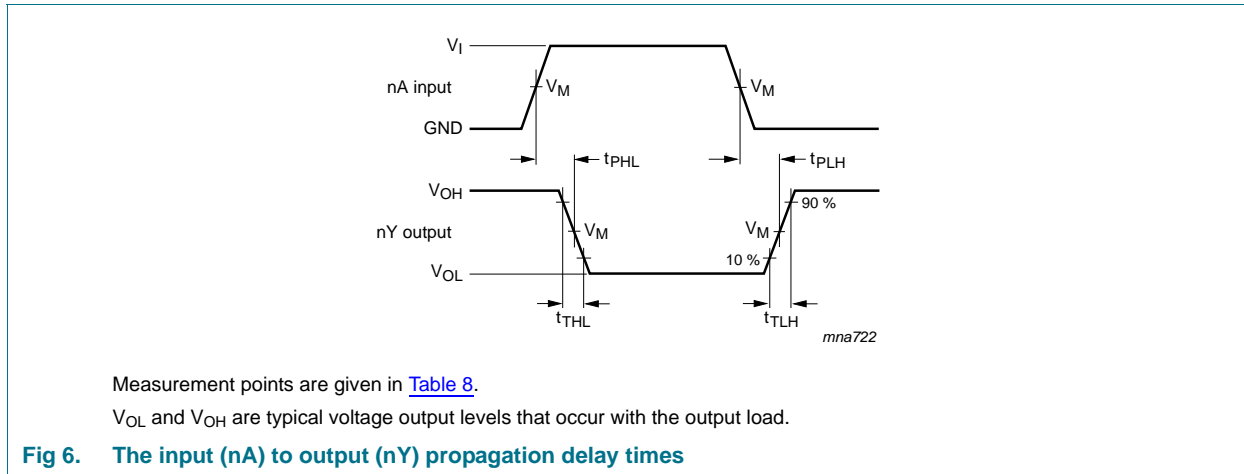 VI
nA input
VM
VM
GND
tPHL
tPLH
VOH
90 %
nY output
VM
VM
10 %
VOL
tTHL
tTLH
mna722
Measurement points are given in Table 8.
VOL and VOH are typical voltage output levels that occur with the output load.
Fig 6. The input (nA) to output (nY) propagation delay times